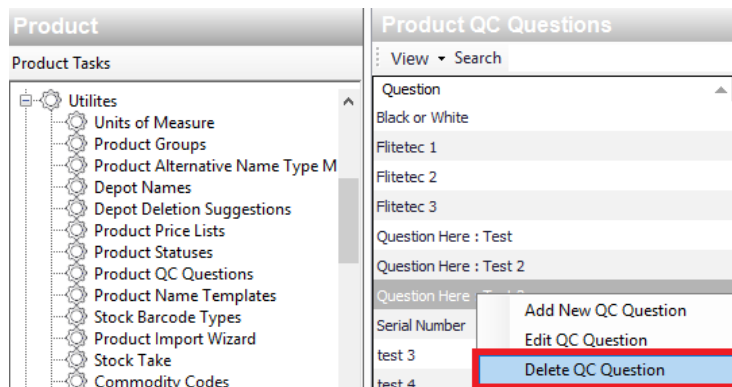 Product
Product Tasks
Utilites
Units of Measure
Product Groups
Product Alternative Name Type M
Depot Names
Depot Deletion Suggestions
Product Price Lists
Product Statuses
Product QC Questions
Product Name Templates
Stock Barcode Types
Product Import Wizard
Stock Take
Commodity Codes
Product QC Questions
View Search
Question
Black or White
Flitetec 1
Flitetec 2
Flitetec 3
Question Here : Test
Question Here : Test 2
Question Here
Serial Number
test 3
test 4
Add New QC Question
Edit QC Question
Delete QC Question